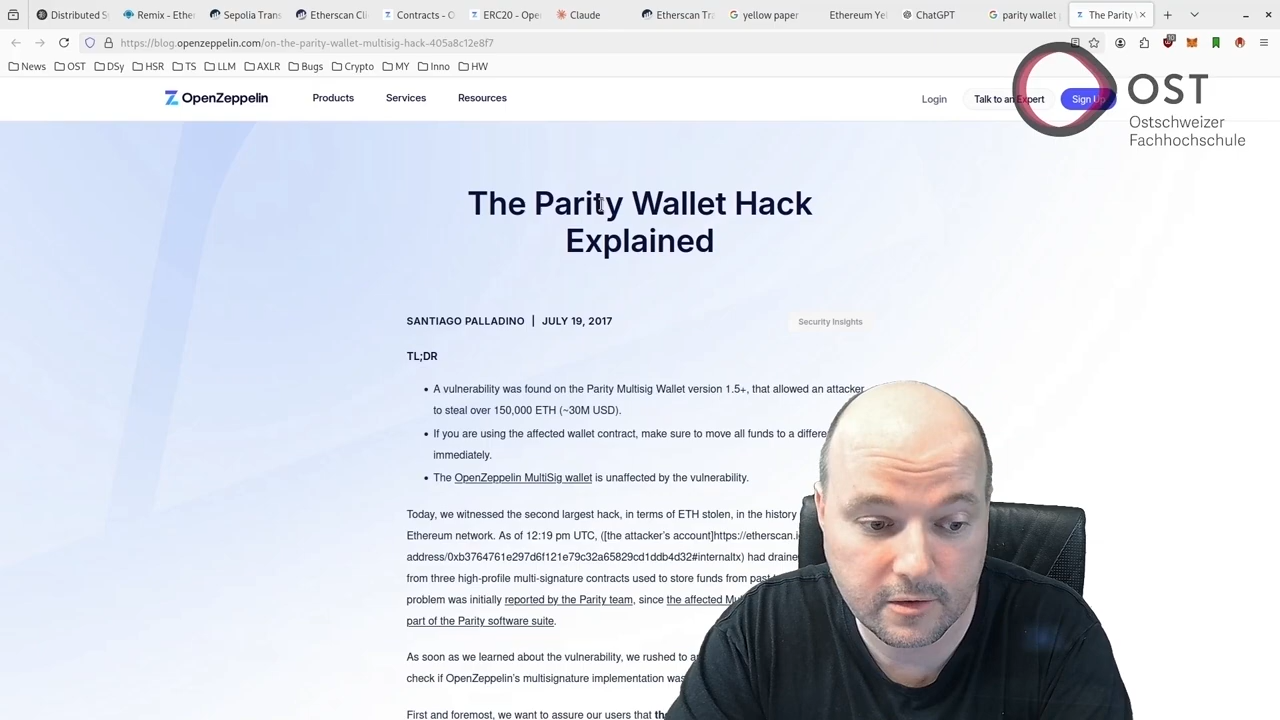 Distributed S
Remix - Ether
Sepolia Trans
Etherscan Cli
Contracts - O
ERC20 - Ope
Claude
Etherscan Tra
yellow paper
Ethereum Yel
ChatGPT
parity wallet
The Parity
https://blog.openzeppelin.com/on-the-parity-wallet-multisig-hack-405a8c12e8f7
News
OST
DSy
HSR
TS
LLM
AXLR
Bugs
Crypto
MY
Inno
HW
OpenZeppelin
Products
Services
Resources
Login
Talk to an Expert
Sign Up
OST
Ostschweizer
Fachhochschule
The Parity Wallet Hack
Explained
SANTIAGO PALLADINO | JULY 19, 2017
Security Insights
TL;DR
• A vulnerability was found on the Parity Multisig Wallet version 1.5+, that allowed an attacker
to steal over 150,000 ETH (~30M USD).
• If you are using the affected wallet contract, make sure to move all funds to a differe
immediately.
• The OpenZeppelin MultiSig wallet is unaffected by the vulnerability.
Today, we witnessed the second largest hack, in terms of ETH stolen, in the history
Ethereum network. As of 12:19 pm UTC, ([the attacker's account]https://etherscan.i
address/0xb3764761e297d6f121e79c32a65829cd1ddb4d32#internaltx) had draine
from three high-profile multi-signature contracts used to store funds from past
problem was initially reported by the Parity team, since the affected Mu
part of the Parity software suite.
As soon as we learned about the vulnerability, we rushed to
check if OpenZeppelin's multisignature implementation was
First and foremost, we want to assure our users that